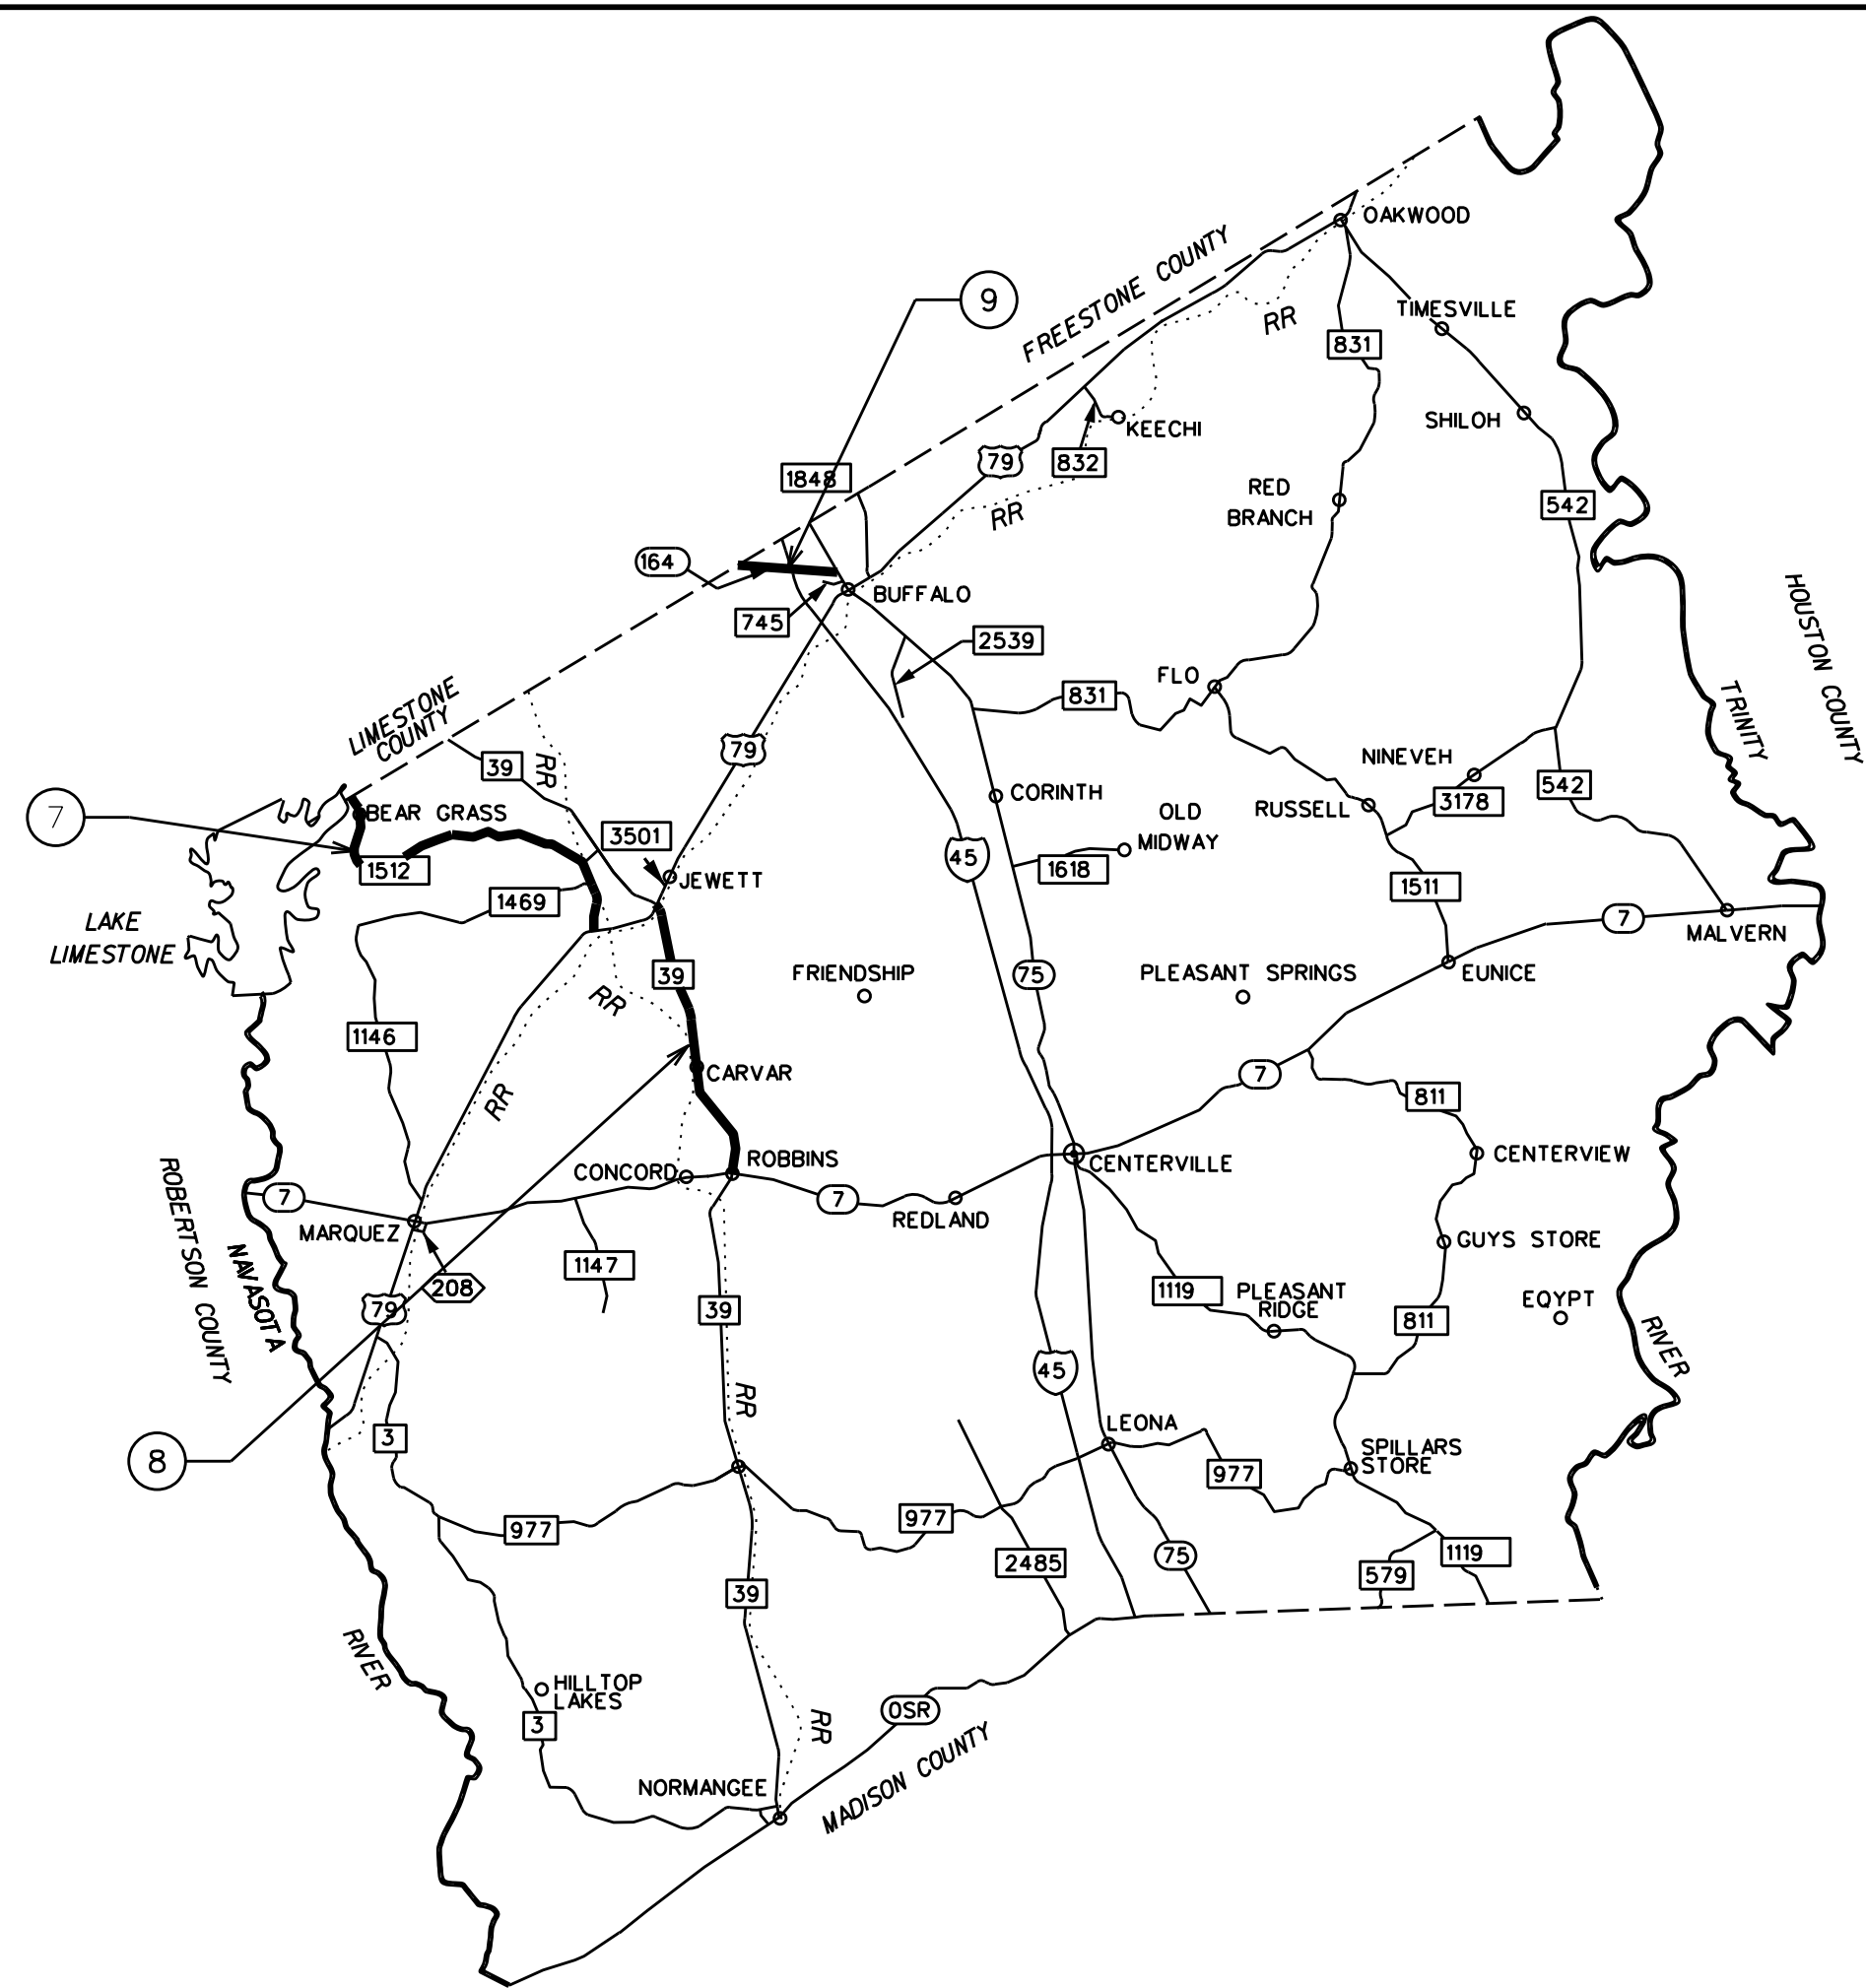 OAKWOOD
FREESTONE COUNTY
9
TIMESVILLE
RR
831
SHILOH
KEECHI
79
832
1848
RED
BRANCH
542
RR
164
BUFFALO
745
2539
HOUSTON COUNTY
FLO
831
TRINITY
LIMESTONE
COUNTY
79
39
RR
NINEVEH
542
CORINTH
OLD
MIDWAY
RUSSELL
3178
7
BEAR GRASS
3501
45
1618
1512
JEWETT
1469
1511
LAKE
LIMESTONE
7
MALVERN
39
FRIENDSHIP
75
PLEASANT SPRINGS
EUNICE
RR
1146
CARVAR
7
RR
811
CONCORD
ROBBINS
CENTERVILLE
CENTERVIEW
ROBERTSON COUNTY
7
7
MARQUEZ
REDLAND
GUYS STORE
NAVASOTA
208
1147
1119
PLEASANT
RIDGE
EQYPT
79
39
811
RIVER
45
RR
3
LEONA
SPILLARS
STORE
8
977
977
977
2485
75
1119
579
39
RIVER
HILLTOP
LAKES
3
OSR
RR
NORMANGEE
MADISON COUNTY